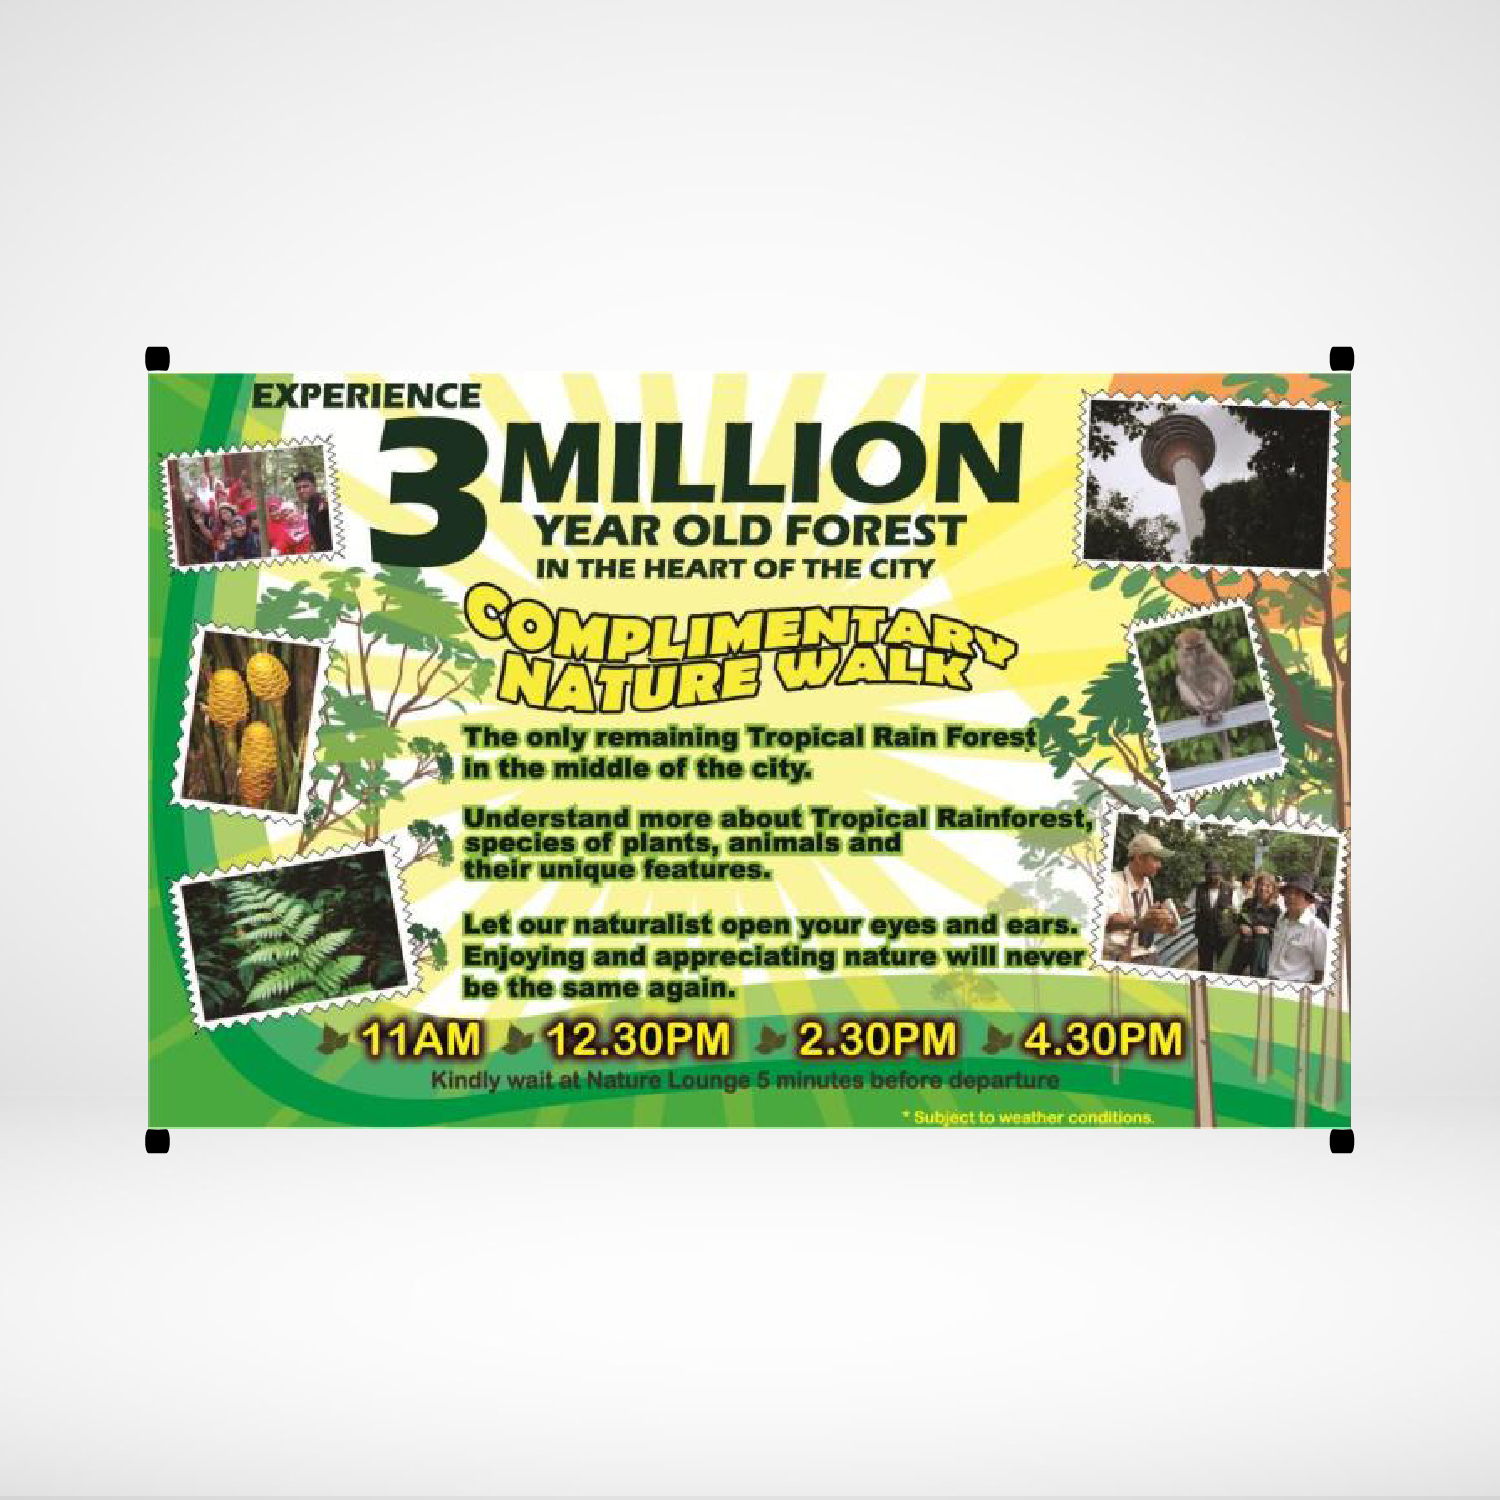 EXPERIENCE
3 MILLION
YEAR OLD FOREST
IN THE HEART OF THE CITY
COMPLIMENTARY
NATURE WALK
The only remaining Tropical Rain Forest
in the middle of the city.
Understand more about Tropical Rainforest,
species of plants, animals and
their unique features.
Let our naturalist open your eyes and ears.
Enjoying and appreciating nature will never
be the same again.
11AM 12.30PM 2.30PM 4.30PM
Kindly wait at Nature Lounge 5 minutes before departure
* Subject to weather conditions.